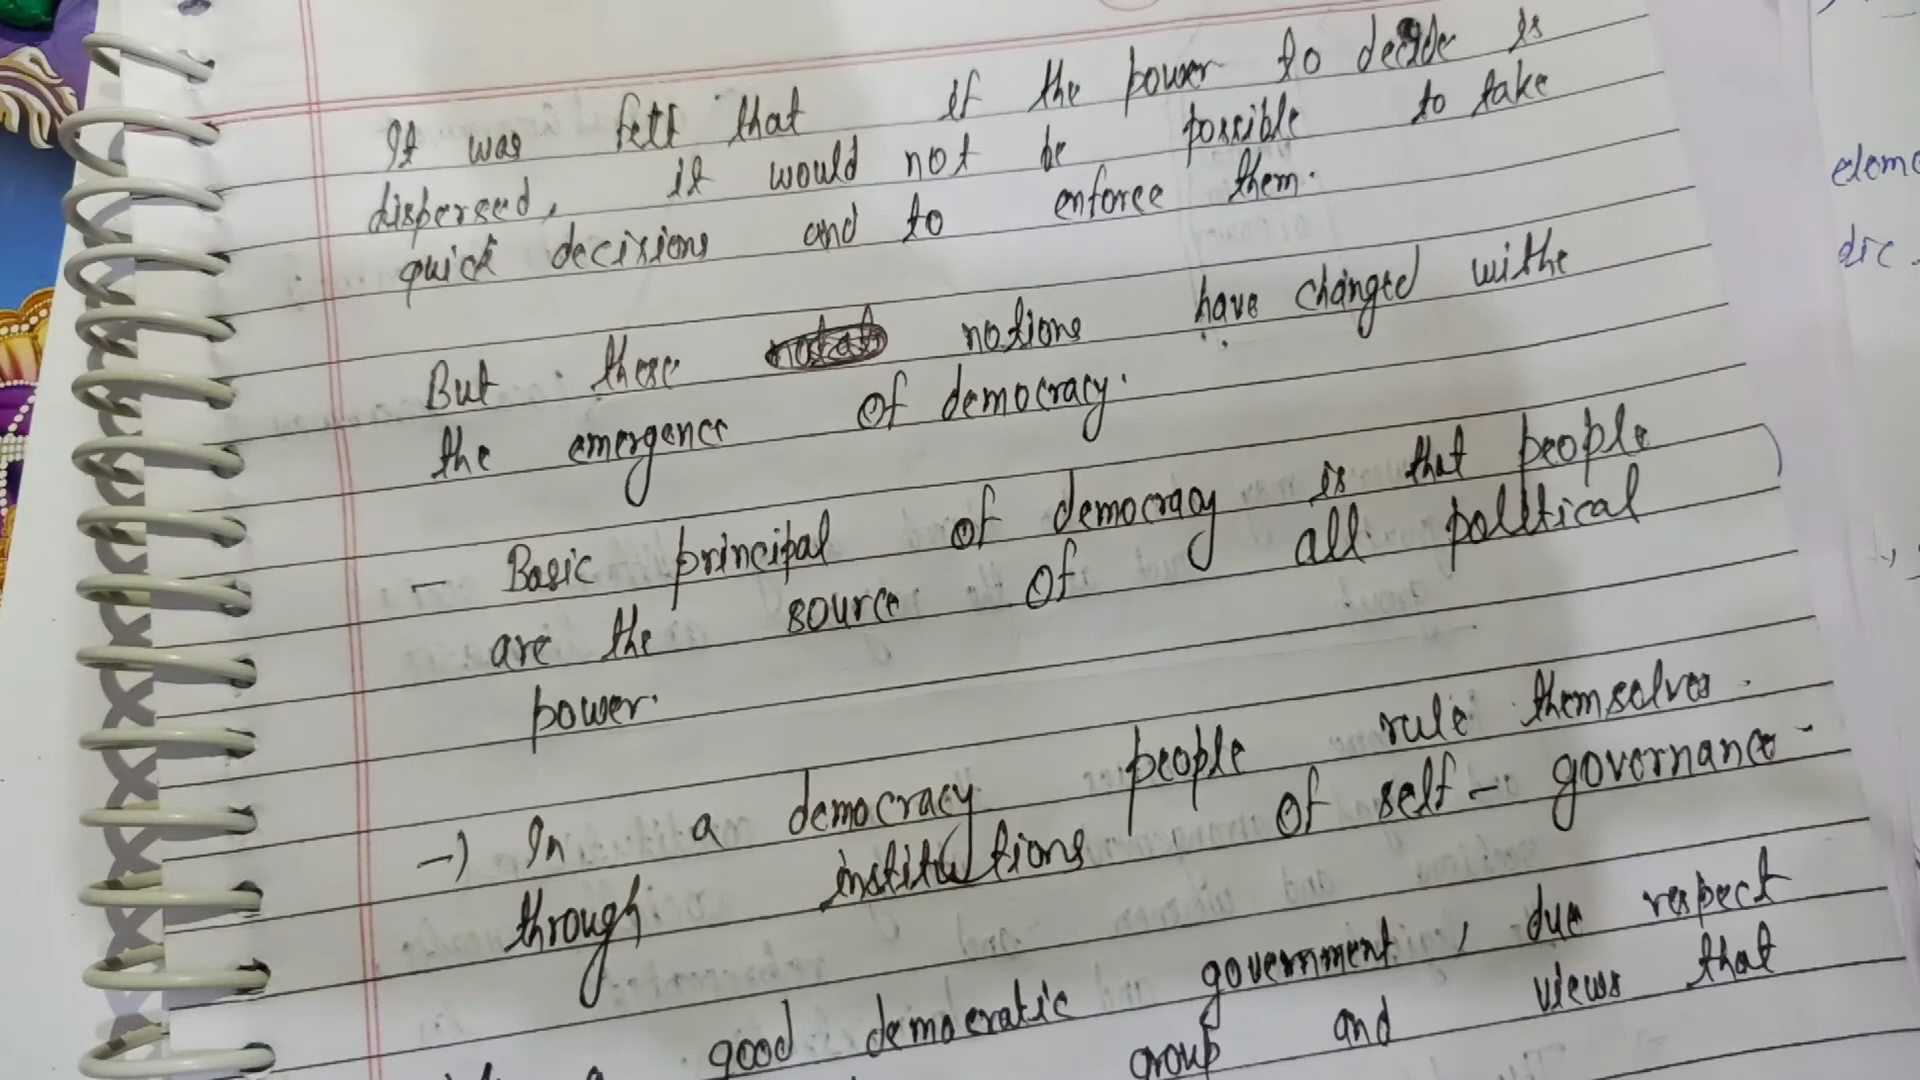 It was felt that if the power to decide is
dispersed, it would not be possible to take
quick decisions and to enforce them.
But these notions have changed withe
the emergence of democracy.
- Basic principal of democracy is that people
are the source of all political
power.
→ In a democracy people rule themselves
through institutions of self-governance
a good democratic government, due respect
group and views that
dic